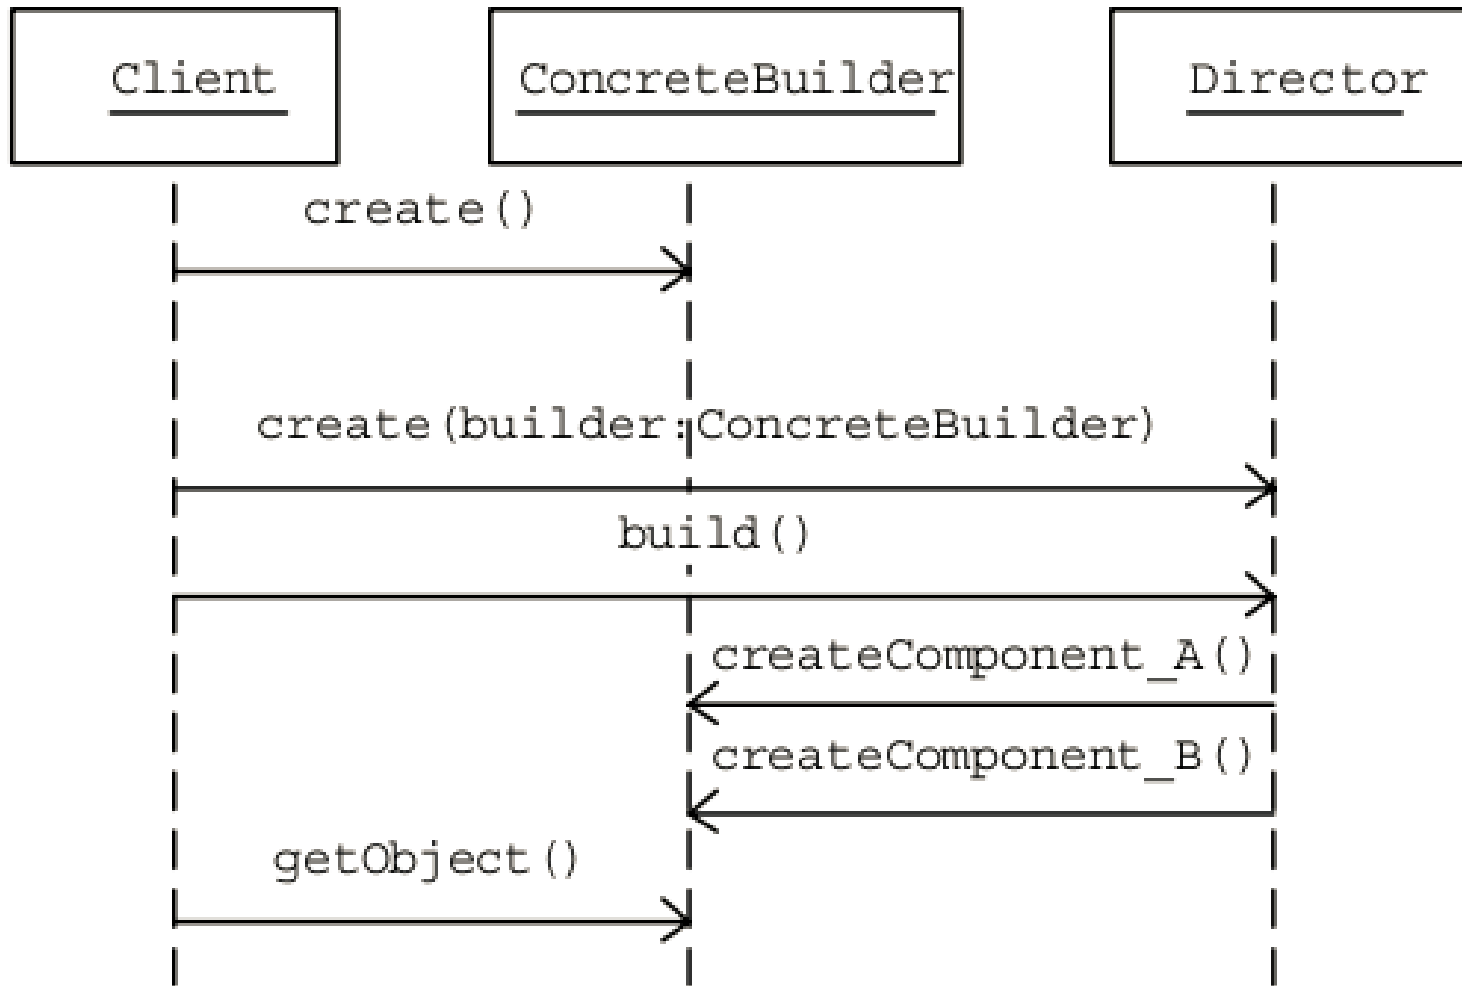 Client
ConcreteBuilder
Director
create()
create(builder:ConcreteBuilder)
build()
createComponent_A()
createComponent_B()
getObject()